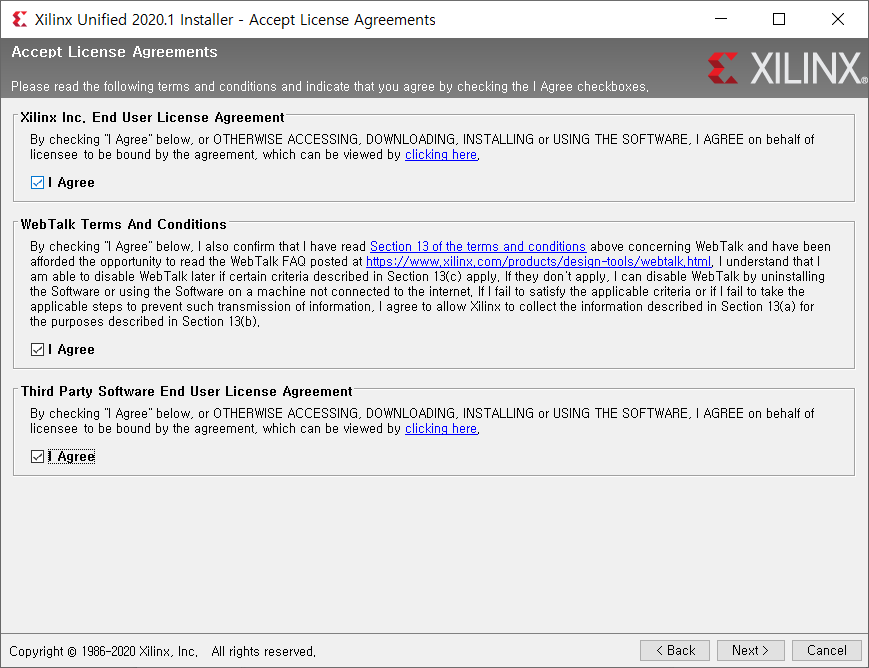 Xilinx Unified 2020.1 Installer - Accept License Agreements
Accept License Agreements
Please read the following terms and conditions and indicate that you agree by checking the I Agree checkboxes.
XILINX®
Xilinx Inc. End User License Agreement
By checking "I Agree" below, or OTHERWISE ACCESSING, DOWNLOADING, INSTALLING or USING THE SOFTWARE, I AGREE on behalf of
licensee to be bound by the agreement, which can be viewed by clicking here.
I Agree
WebTalk Terms And Conditions
By checking "I Agree" below, I also confirm that I have read Section 13 of the terms and conditions above concerning WebTalk and have been
afforded the opportunity to read the WebTalk FAQ posted at https://www.xilinx.com/products/design-tools/webtalk.html. I understand that I
am able to disable WebTalk later if certain criteria described in Section 13(c) apply. If they don't apply, I can disable WebTalk by uninstalling
the Software or using the Software on a machine not connected to the internet. If I fail to satisfy the applicable criteria or if I fail to take the
applicable steps to prevent such transmission of information, I agree to allow Xilinx to collect the information described in Section 13(a) for
the purposes described in Section 13(b).
I Agree
Third Party Software End User License Agreement
By checking "I Agree" below, or OTHERWISE ACCESSING, DOWNLOADING, INSTALLING or USING THE SOFTWARE, I AGREE on behalf of
licensee to be bound by the agreement, which can be viewed by clicking here.
I Agree
Copyright © 1986-2020 Xilinx, Inc. All rights reserved.
< Back
Next >
Cancel